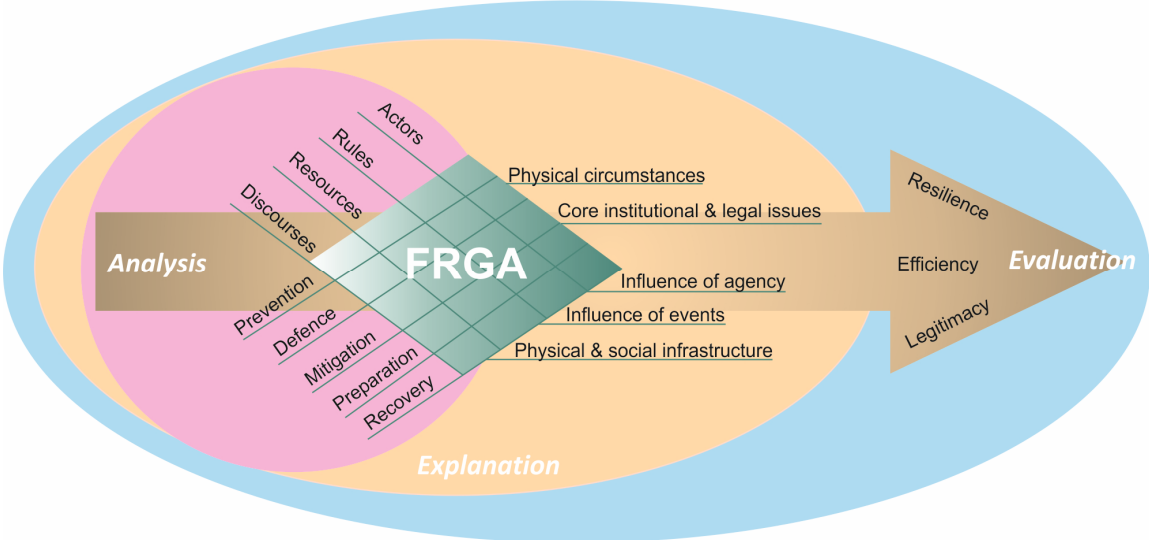 Actors
Rules
Resources
Discourses
Analysis
Prevention
Defence
Mitigation
Preparation
Recovery
FRGA
Physical circumstances
Core institutional & legal issues
Influence of agency
Influence of events
Physical & social infrastructure
Explanation
Resilience
Efficiency
Legitimacy
Evaluation